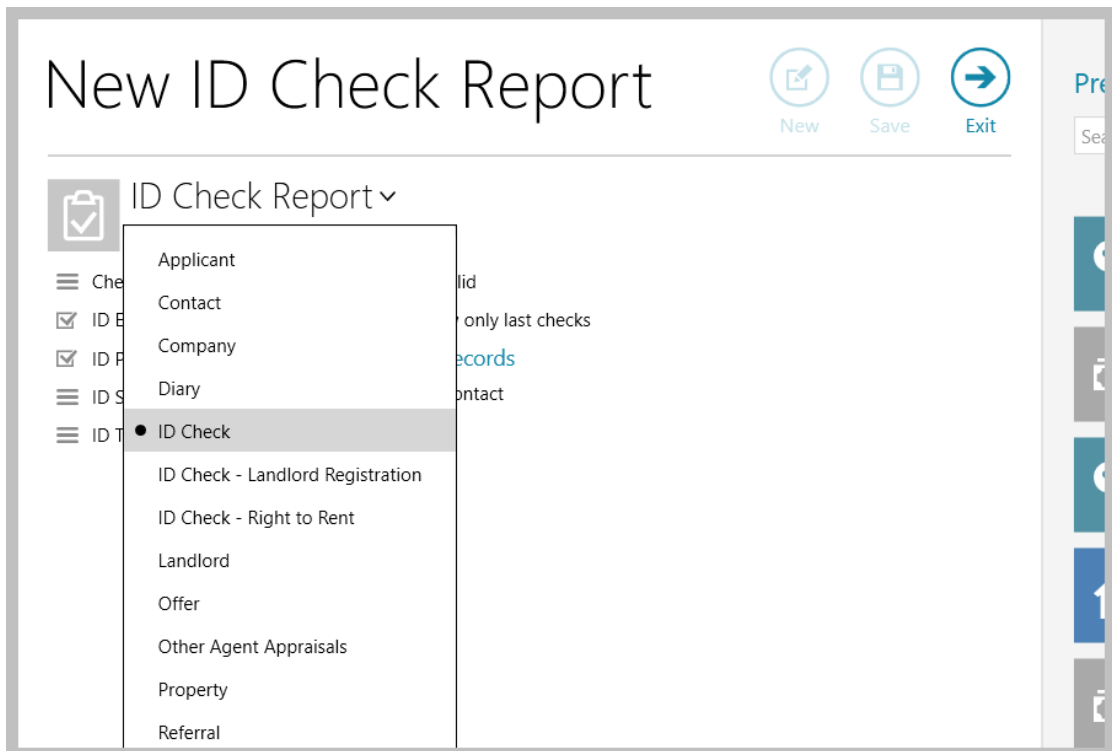 New ID Check Report
New
Save
Exit
Pre
Sea
ID Check Report
Applicant
Contact
Company
Diary
ID Check
ID Check - Landlord Registration
ID Check - Right to Rent
Landlord
Offer
Other Agent Appraisals
Property
Referral
Che
lid
ID E
only last checks
ID P
ecords
ID S
ontact
ID T